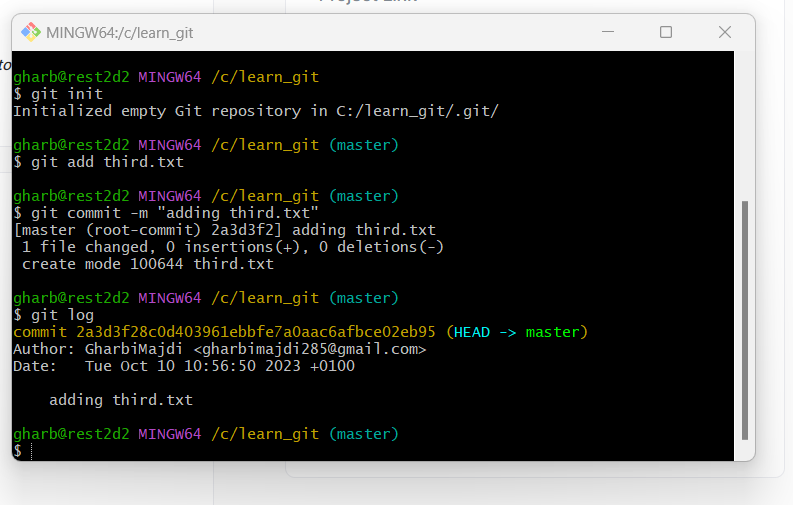 MINGW64:/c/learn_git
to
gharb@rest2d2 MINGW64 /c/learn_git
$ git init
Initialized empty Git repository in C:/learn_git/.git/
gharb@rest2d2 MINGW64 /c/learn_git (master)
$ git add third.txt
gharb@rest2d2 MINGW64 /c/learn_git (master)
$ git commit -m "adding third.txt"
[master (root-commit) 2a3d3f2] adding third.txt
 1 file changed, 0 insertions(+), 0 deletions(-)
 create mode 100644 third.txt
gharb@rest2d2 MINGW64 /c/learn_git (master)
$ git log
commit 2a3d3f28c0d403961ebbfe7a0aac6afbce02eb95 (HEAD -> master)
Author: GharbiMajdi <gharbimajdi285@gmail.com>
Date:   Tue Oct 10 10:56:50 2023 +0100
    adding third.txt
gharb@rest2d2 MINGW64 /c/learn_git (master)
$